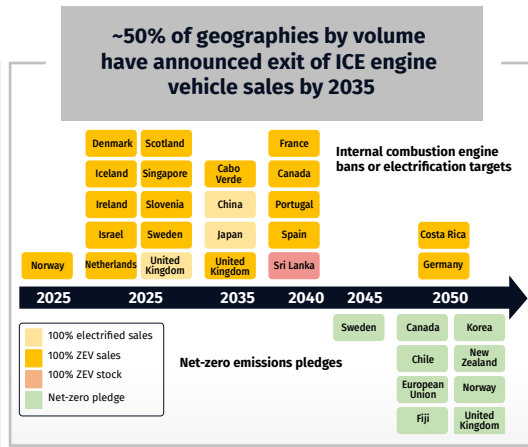 ~50% of geographies by volume
have announced exit of ICE engine
vehicle sales by 2035
Internal combustion engine
bans or electrification targets
Denmark
Scotland
France
Iceland
Singapore
Cabo
Verde
Canada
Ireland
Slovenia
China
Portugal
Israel
Sweden
Japan
Spain
Costa Rica
Norway
Netherlands
United
Kingdom
United
Kingdom
Sri Lanka
Germany
2025
2025
2035
2040
2045
2050
100% electrified sales
100% ZEV sales
100% ZEV stock
Net-zero pledge
Net-zero emissions pledges
Sweden
Canada
Korea
Chile
New
Zealand
European
Union
Norway
Fiji
United
Kingdom